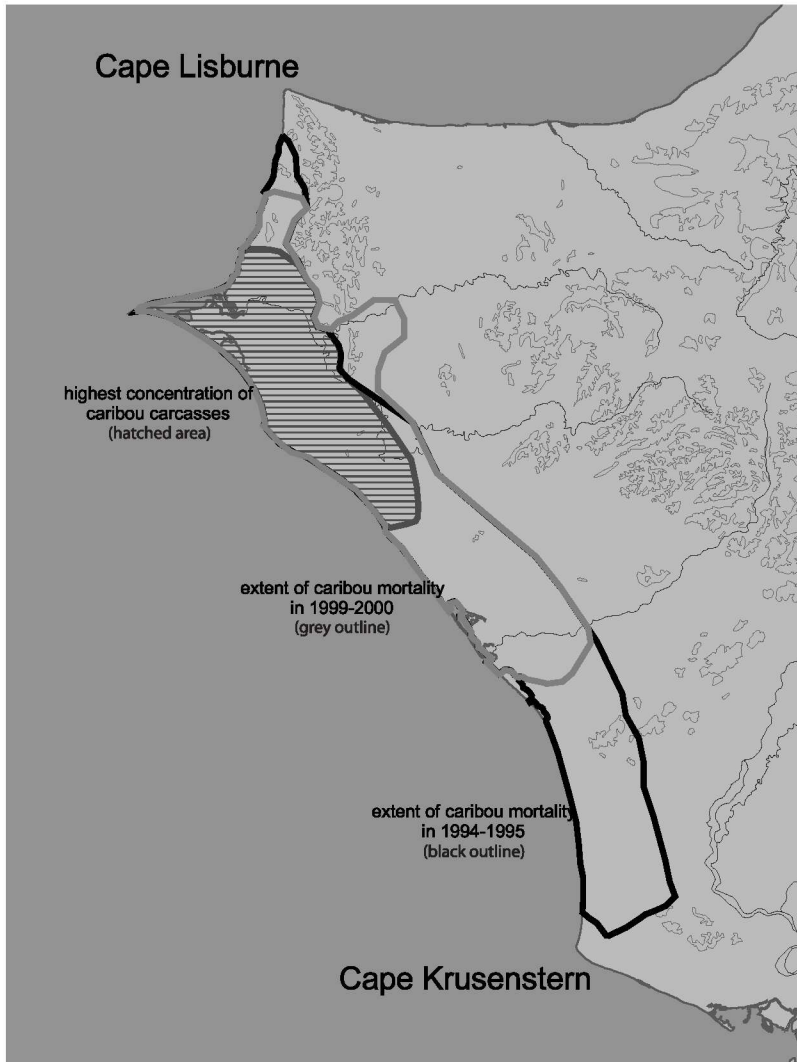 Cape Lisburne
highest concentration of
caribou carcasses
(hatched area)
extent of caribou mortality
in 1999-2000
(grey outline)
extent of caribou mortality
in 1994-1995
(black outline)
Cape Krusenstern